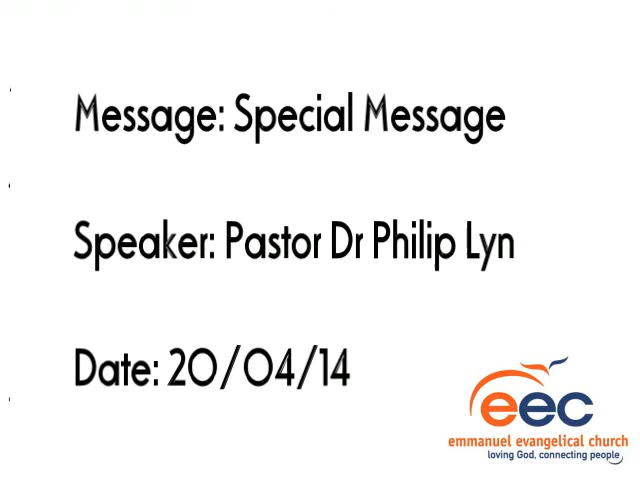 Message: Special Message
Speaker: Pastor Dr Philip Lyn
Date: 20/04/14
eec
emmanuel evangelical church
loving God, connecting people